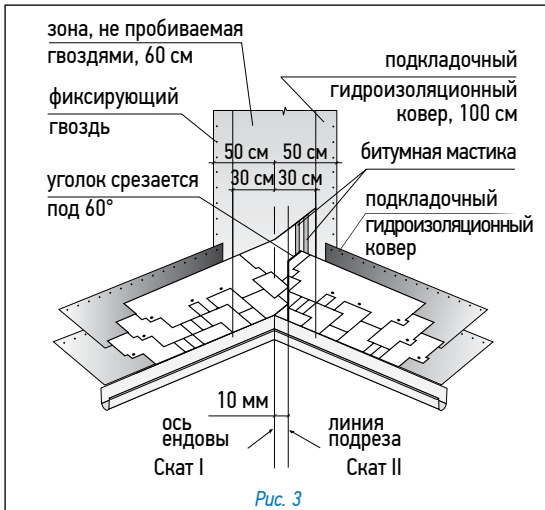 зона, не пробиваемая
гвоздями, 60 см
подкладочный
гидроизоляционный
ковер, 100 см
фиксирующий
гвоздь
50 см 50 см
битумная мастика
30 см 30 см
уголок срезается
под 60°
подкладочный
гидроизоляционный
ковер
10 мм
ось
ендовы
линия
подреза
Скат I
Скат II
Рис. 3